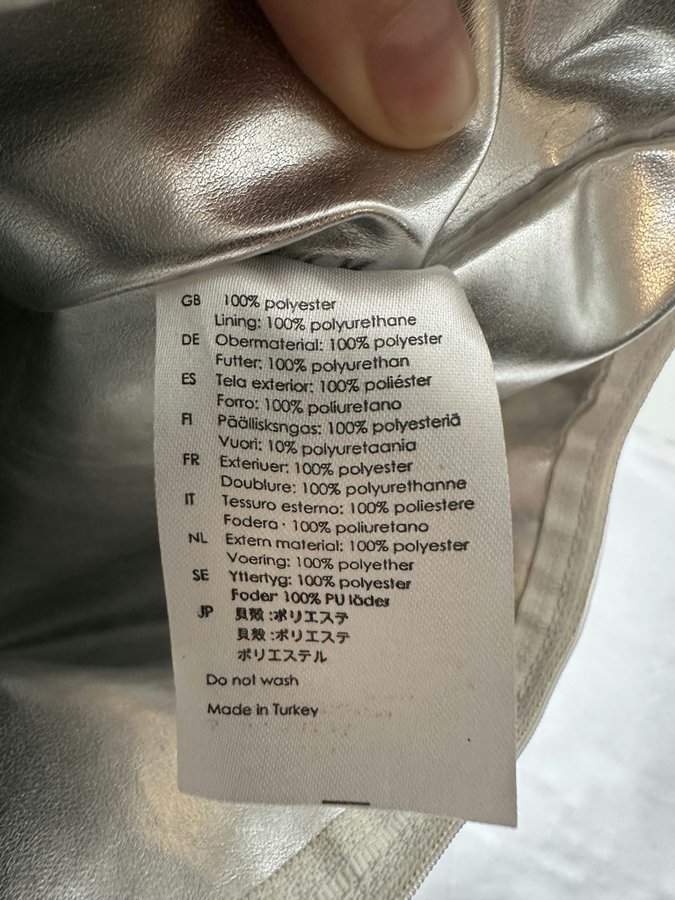 GB 100% polyester
Lining: 100% polyurethane
DE Obermaterial: 100% polyester
Futter: 100% polyurethan
ES Tela exterior: 100% poliéster
Forro: 100% poliuretano
FI Päällisksngas: 100% polyesteriä
Vuori: 10% polyuretaania
FR Exteriuer: 100% polyester
Doublure: 100% polyurethanne
IT Tessuro esterno: 100% poliestere
Fodera · 100% poliuretano
NL Extern material: 100% polyester
Voering: 100% polyether
SE Yttertyg: 100% polyester
Foder 100% PU läder
JP 貝殻 :ポリエステ
貝殻 :ポリエステ
ポリエステル
Do not wash
Made in Turkey